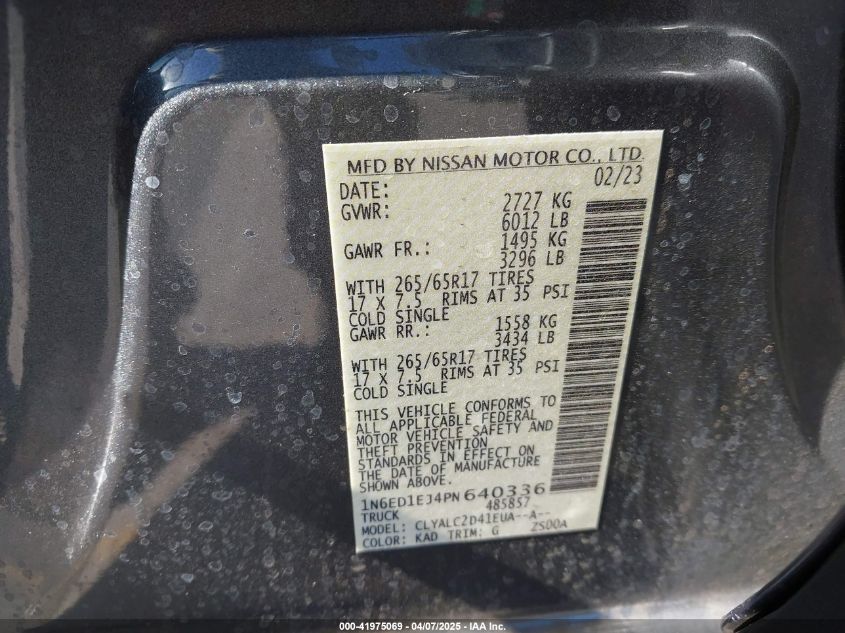 MFD BY NISSAN MOTOR CO., LTD.
DATE: 02/23
GVWR: 2727 KG
6012 LB
GAWR FR.: 1495 KG
3296 LB
WITH 265/65R17 TIRES
17 X 7.5 RIMS AT 35 PSI
COLD SINGLE
GAWR RR.: 1558 KG
3434 LB
WITH 265/65R17 TIRES
17 X 7.5 RIMS AT 35 PSI
COLD SINGLE
THIS VEHICLE CONFORMS TO
ALL APPLICABLE FEDERAL
MOTOR VEHICLE SAFETY AND
THEFT PREVENTION
STANDARDS IN EFFECT ON
THE DATE OF MANUFACTURE
SHOWN ABOVE.
1N6ED1EJ4PN640336
TRUCK 485857
MODEL: CLYALC2D41EUA--A--
COLOR: KAD TRIM: G ZS00A
000-41975069 - 04/07/2025 - IAA Inc.